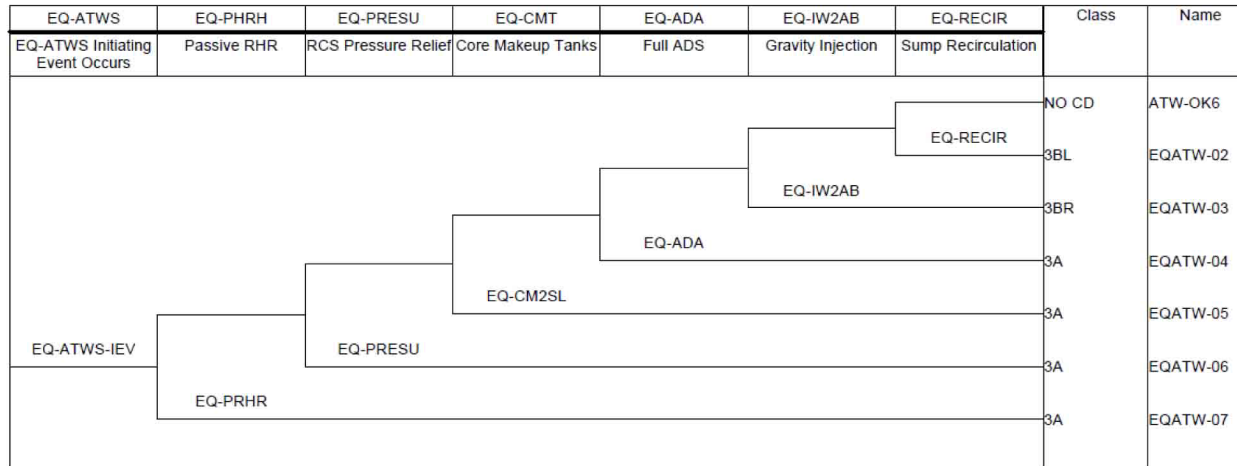 EQ-ATWS EQ-PHRH EQ-PRESU EQ-CMT EQ-ADA EQ-IW2AB EQ-RECIR Class Name
EQ-ATWS Initiating Passive RHR RCS Pressure Relief Core Makeup Tanks Full ADS Gravity Injection Sump Recirculation
Event Occurs
NO CD ATW-OK6
EQ-RECIR
3BL EQATW-02
EQ-IW2AB
3BR EQATW-03
EQ-ADA
3A EQATW-04
EQ-CM2SL
3A EQATW-05
EQ-ATWS-IEV EQ-PRESU
3A EQATW-06
EQ-PRHR
3A EQATW-07